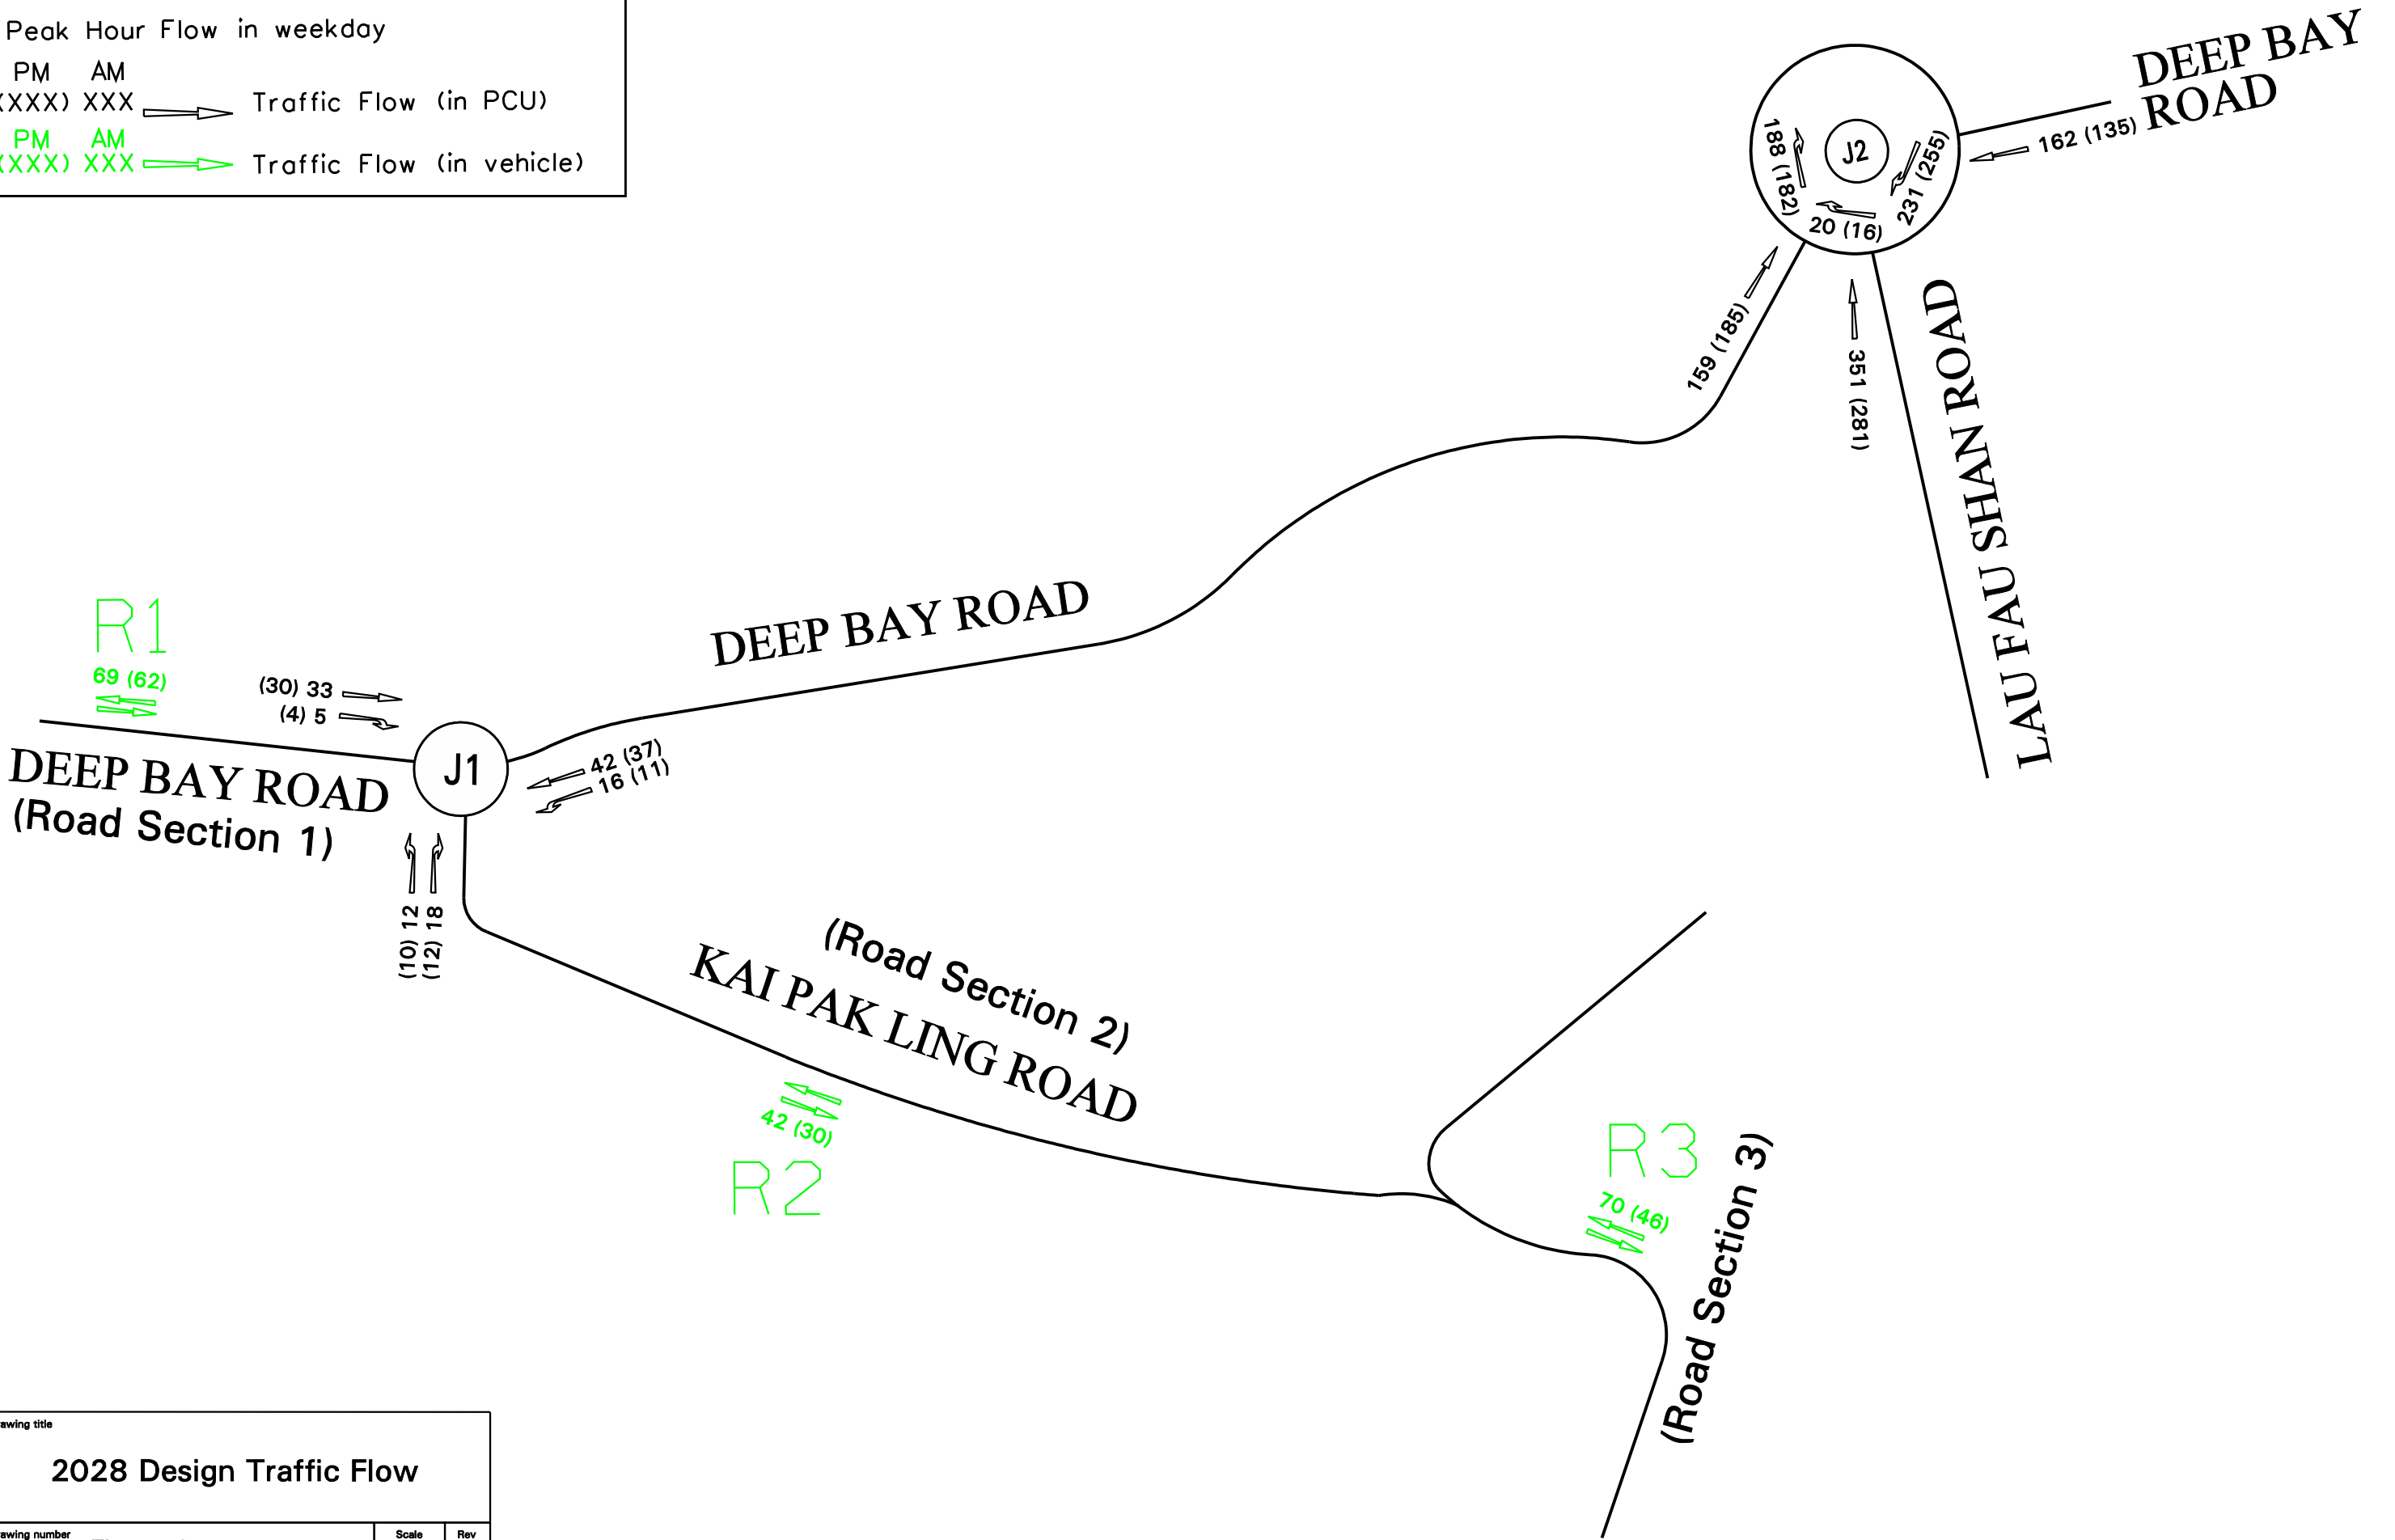 Peak Hour Flow in weekday
PM AM
(XXX) XXX Traffic Flow (in PCU)
PM AM
(XXX) XXX Traffic Flow (in vehicle)
DEEP BAY
ROAD
162 (135)
J2
188 (182)
20 (16)
231 (255)
159 (185)
351 (281)
LAU FAU SHAN ROAD
DEEP BAY ROAD
R1
69 (62)
(30) 33
(4) 5
J1
42 (37)
16 (11)
DEEP BAY ROAD
(Road Section 1)
(10) 12
(12) 18
(Road Section 2)
KAI PAK LING ROAD
42 (30)
R2
R3
70 (46)
(Road Section 3)
awing title
2028 Design Traffic Flow
awing number
Scale
Rev